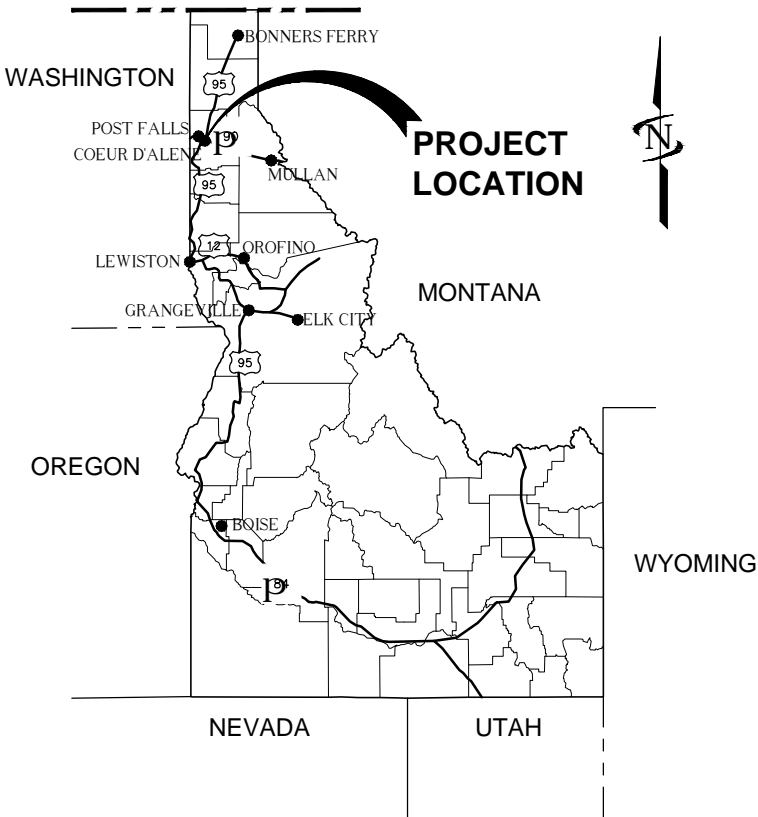 BONNERS FERRY
WASHINGTON
95
POST FALLS
p 90
COEUR D'ALENE
PROJECT
LOCATION
N
MULLAN
95
12
OROFINO
LEWISTON
MONTANA
GRANGEVILLE
ELK CITY
95
OREGON
BOISE
WYOMING
p 84
NEVADA
UTAH